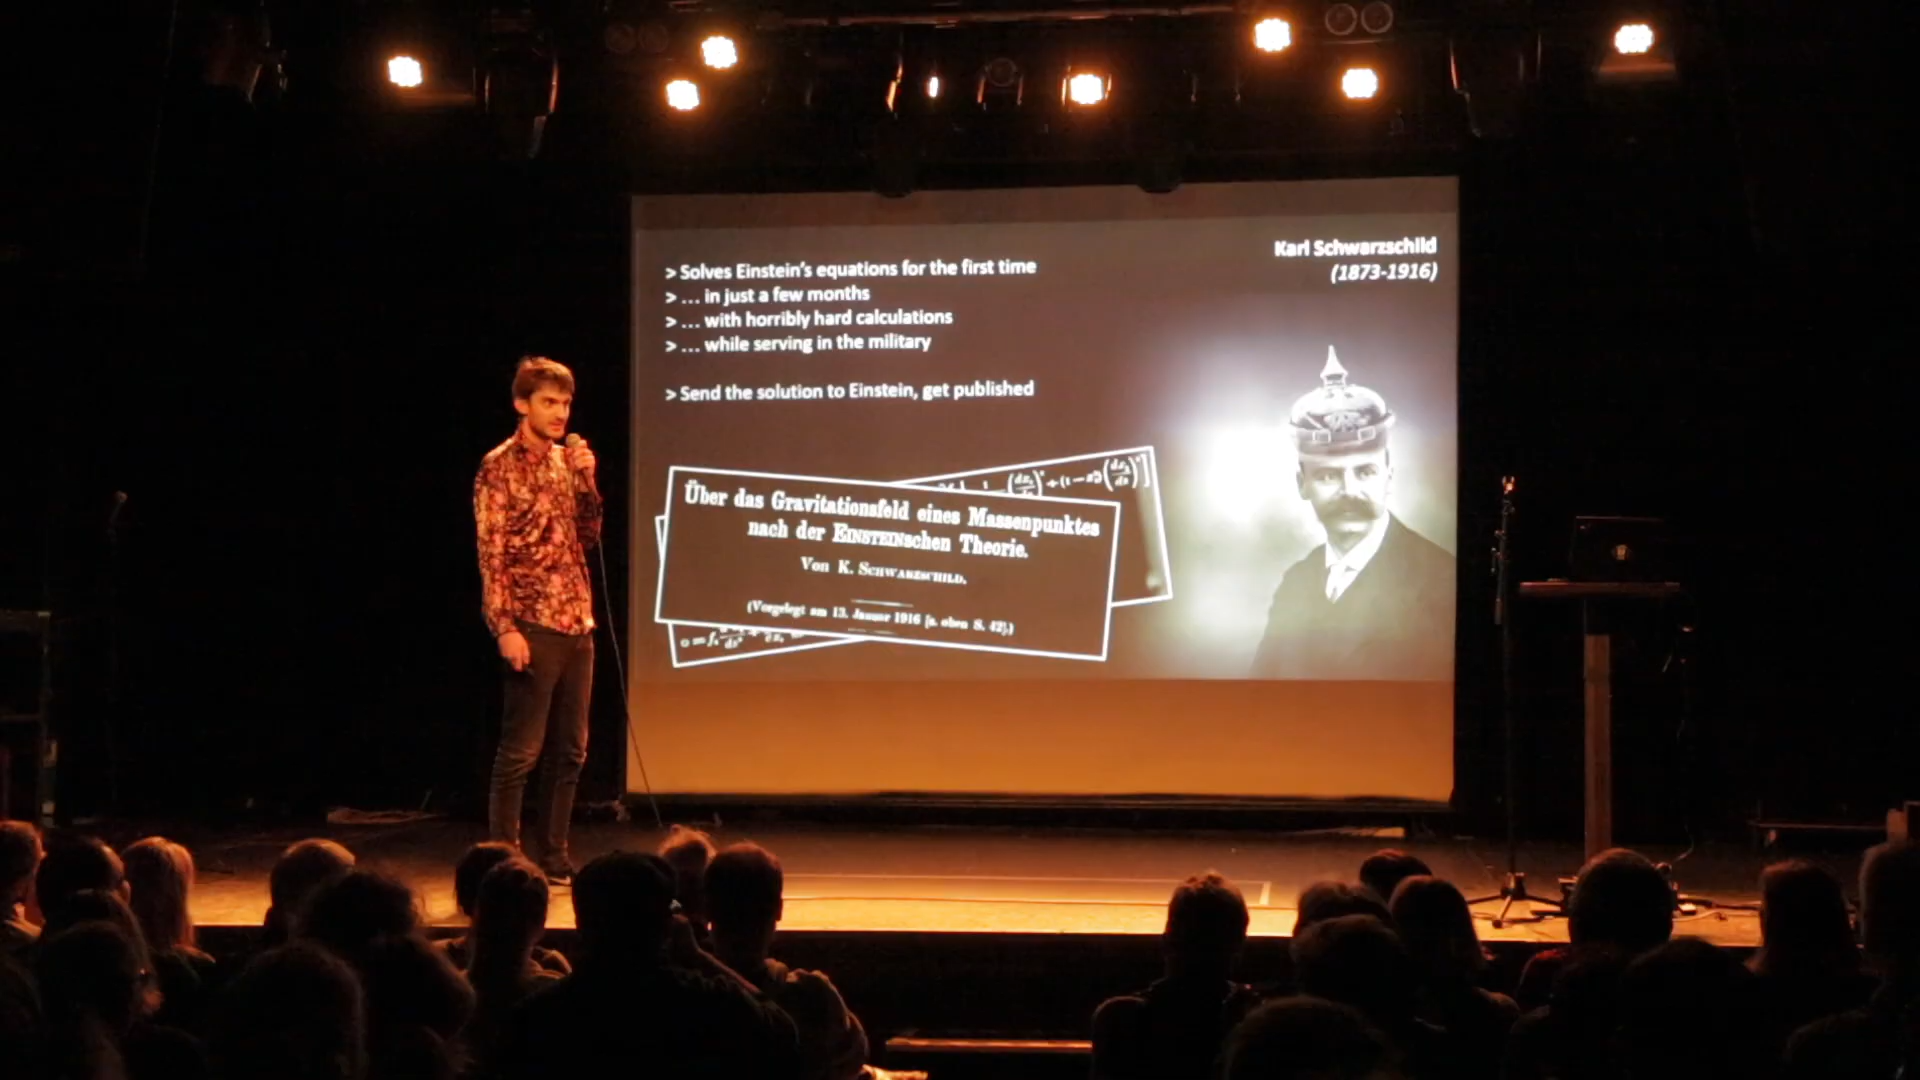 > Solves Einstein's equations for the first time
> ... in just a few months
> ... with horribly hard calculations
> ... while serving in the military
> Send the solution to Einstein, get published
Karl Schwarzschild
(1873-1916)
Über das Gravitationsfeld eines Massenpunktes
nach der EINSTEINschen Theorie.
Von K. SCHWARZSCHILD.
(Vorgelegt am 13. Januar 1916 [s. oben S. 42].)